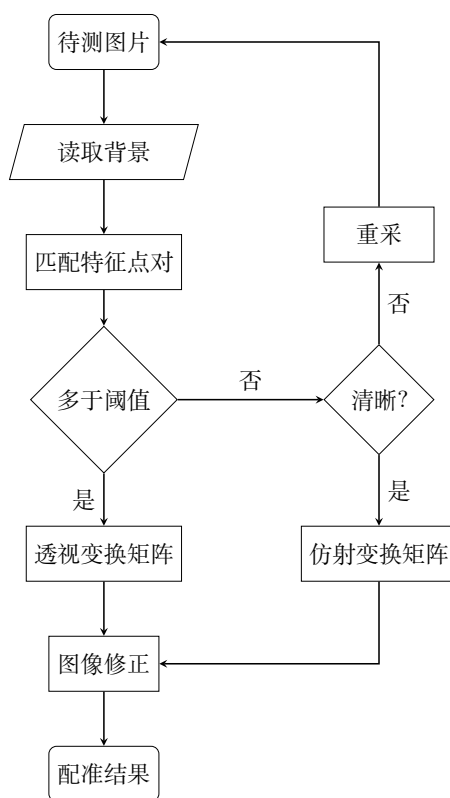 待测图片
读取背景
匹配特征点对
重采
否
多于阈值
否
清晰？
是
是
透视变换矩阵
仿射变换矩阵
图像修正
配准结果